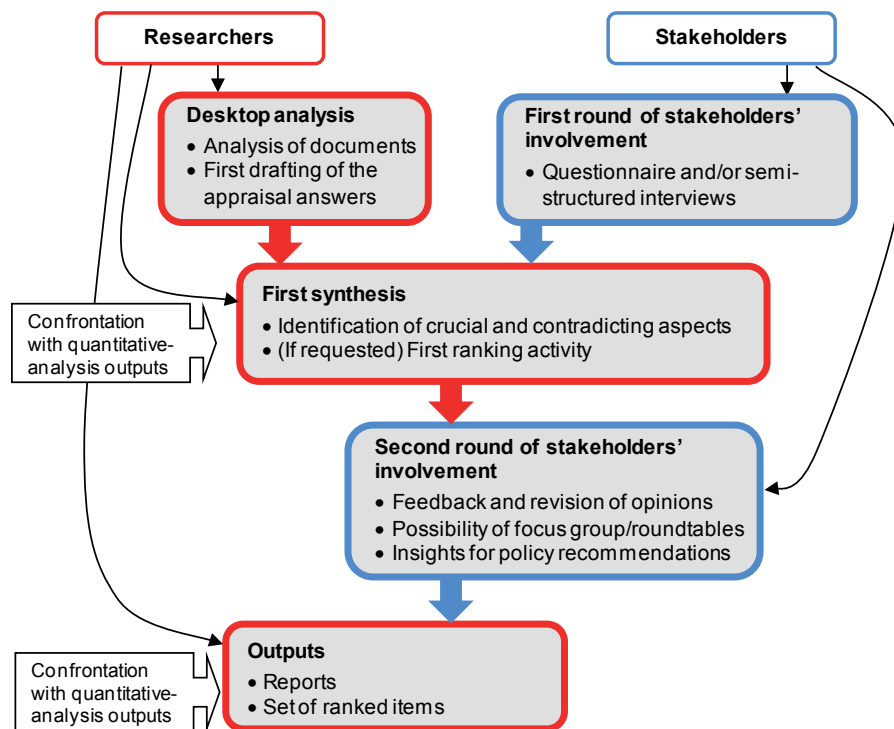 Researchers
Stakeholders
Desktop analysis
• Analysis of documents
• First drafting of the
appraisal answers
First round of stakeholders'
involvement
• Questionnaire and/or semi-
structured interviews
First synthesis
• Identification of crucial and contradicting aspects
• (If requested) First ranking activity
Confrontation
with quantitative-
analysis outputs
Second round of stakeholders'
involvement
• Feedback and revision of opinions
• Possibility of focus group/roundtables
• Insights for policy recommendations
Outputs
• Reports
• Set of ranked items
Confrontation
with quantitative-
analysis outputs